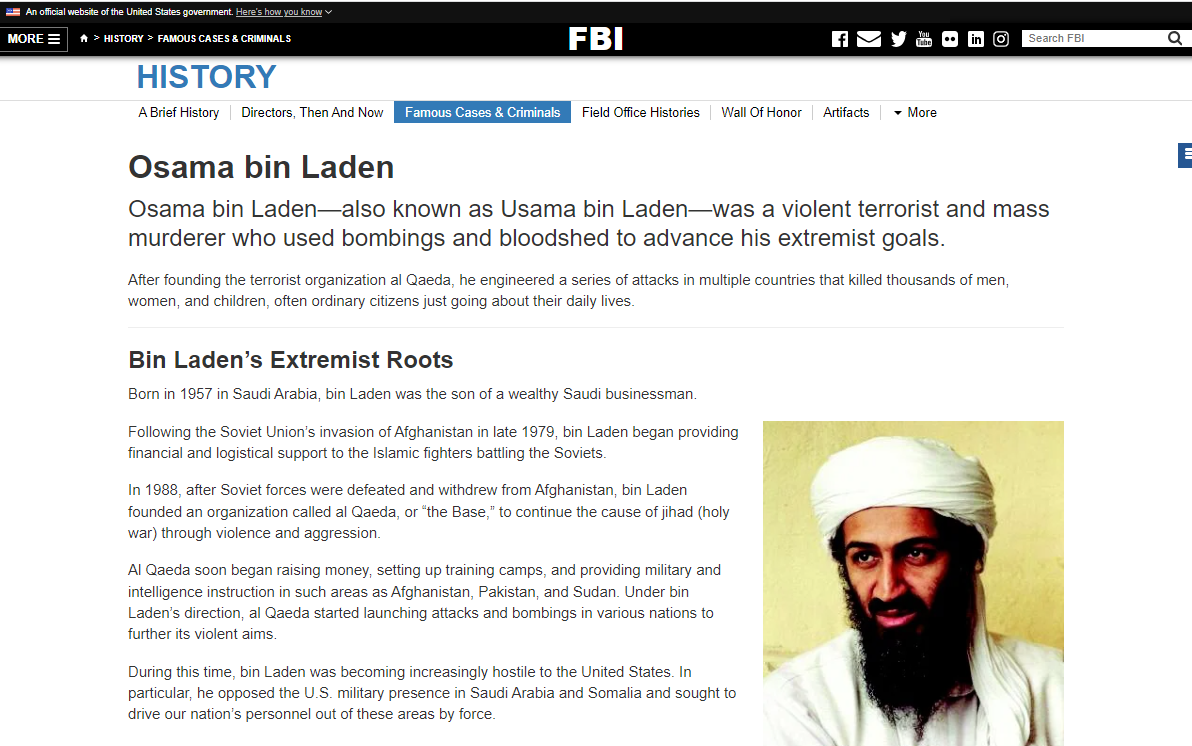 An official website of the United States government. Here's how you know
MORE
> HISTORY > FAMOUS CASES & CRIMINALS
FBI
You Tube
in
Search FBI
HISTORY
A Brief History
Directors, Then And Now
Famous Cases & Criminals
Field Office Histories
Wall Of Honor
Artifacts
More
Osama bin Laden
Osama bin Laden—also known as Usama bin Laden—was a violent terrorist and mass
murderer who used bombings and bloodshed to advance his extremist goals.
After founding the terrorist organization al Qaeda, he engineered a series of attacks in multiple countries that killed thousands of men,
women, and children, often ordinary citizens just going about their daily lives.
Bin Laden’s Extremist Roots
Born in 1957 in Saudi Arabia, bin Laden was the son of a wealthy Saudi businessman.
Following the Soviet Union’s invasion of Afghanistan in late 1979, bin Laden began providing
financial and logistical support to the Islamic fighters battling the Soviets.
In 1988, after Soviet forces were defeated and withdrew from Afghanistan, bin Laden
founded an organization called al Qaeda, or “the Base,” to continue the cause of jihad (holy
war) through violence and aggression.
Al Qaeda soon began raising money, setting up training camps, and providing military and
intelligence instruction in such areas as Afghanistan, Pakistan, and Sudan. Under bin
Laden’s direction, al Qaeda started launching attacks and bombings in various nations to
further its violent aims.
During this time, bin Laden was becoming increasingly hostile to the United States. In
particular, he opposed the U.S. military presence in Saudi Arabia and Somalia and sought to
drive our nation’s personnel out of these areas by force.